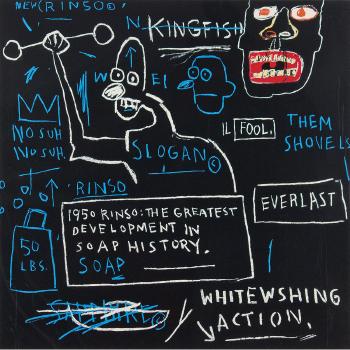 NEW (RINSO©)
N KINGFISH
W E I
NO SUH
NO SUH.
SLOGAN©
IL FOOL.
THEM
SHOVELS
RINSO
1950 RINSO: THE GREATEST
DEVELOPMENT IN
SOAP HISTORY.
SOAP
EVERLAST
50
LBS.
SAPPHIRE©
WHITEWSHING
ACTION.